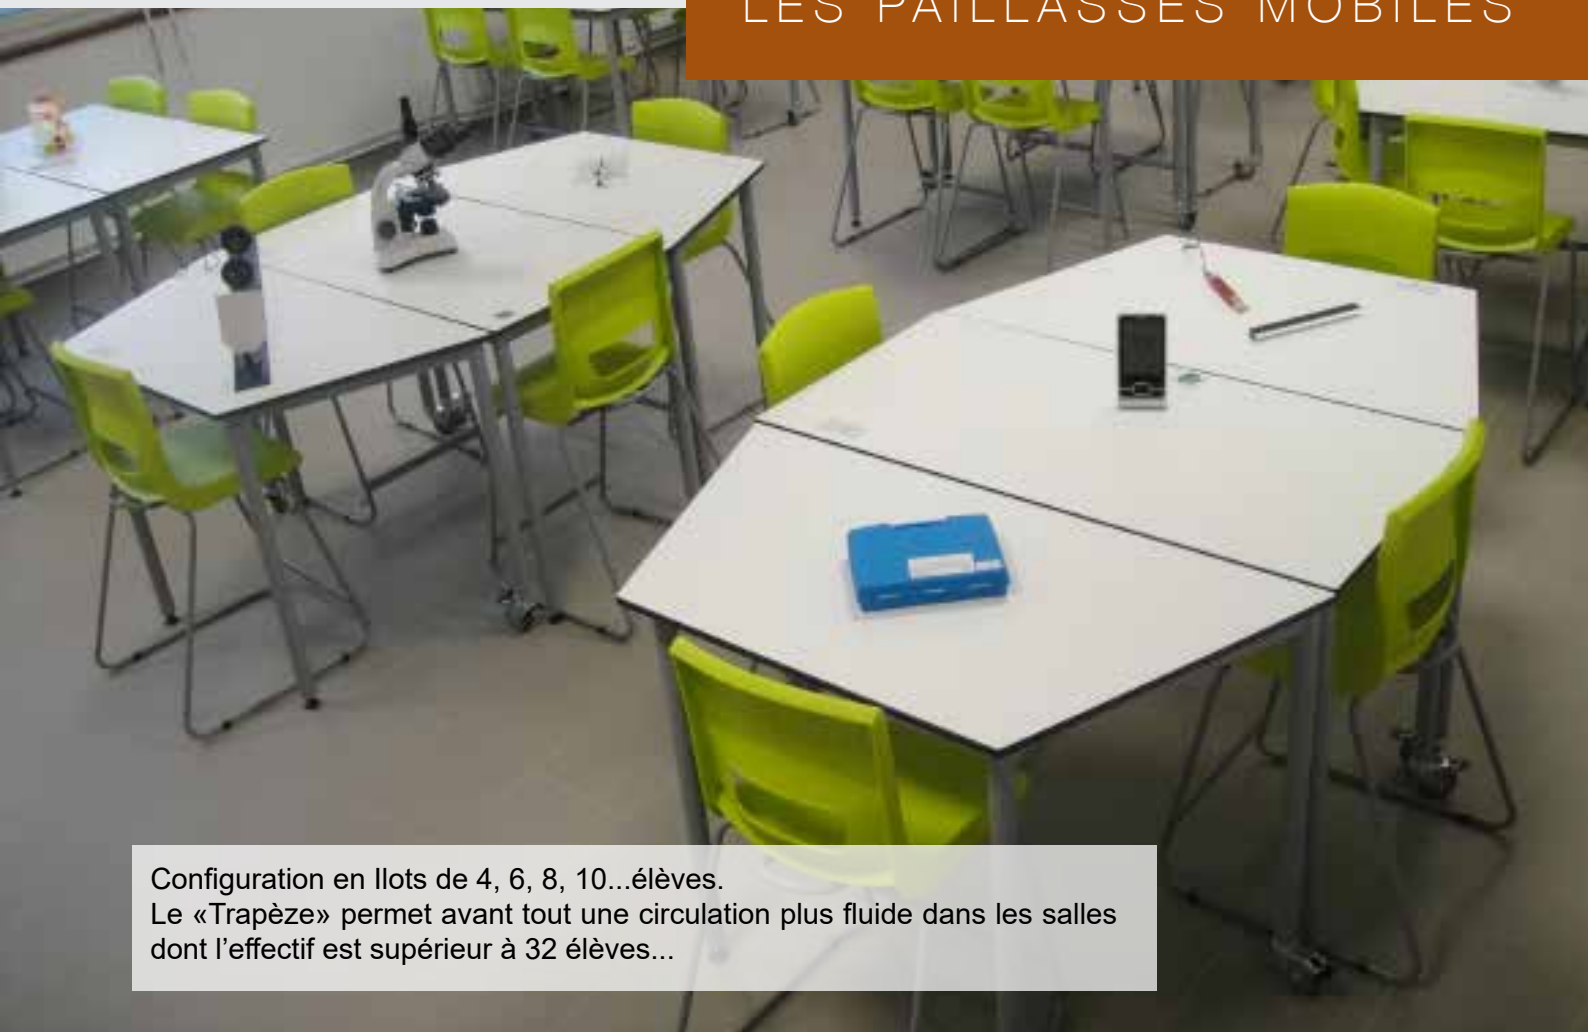 LES PAILLASSES MOBILES
Configuration en Ilots de 4, 6, 8, 10...élèves.
Le «Trapèze» permet avant tout une circulation plus fluide dans les salles
dont l’effectif est supérieur à 32 élèves...